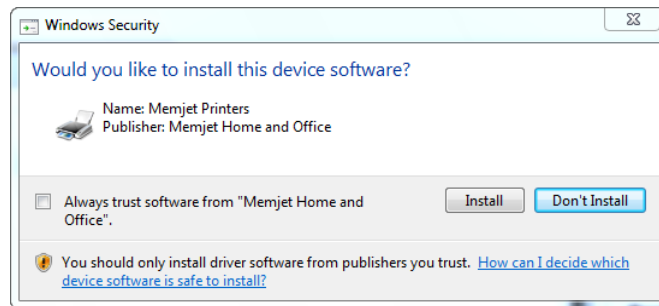 Windows Security
Would you like to install this device software?
Name: Memjet Printers
Publisher: Memjet Home and Office
Always trust software from "Memjet Home and
Office".
Install
Don't Install
You should only install driver software from publishers you trust. How can I decide which
device software is safe to install?